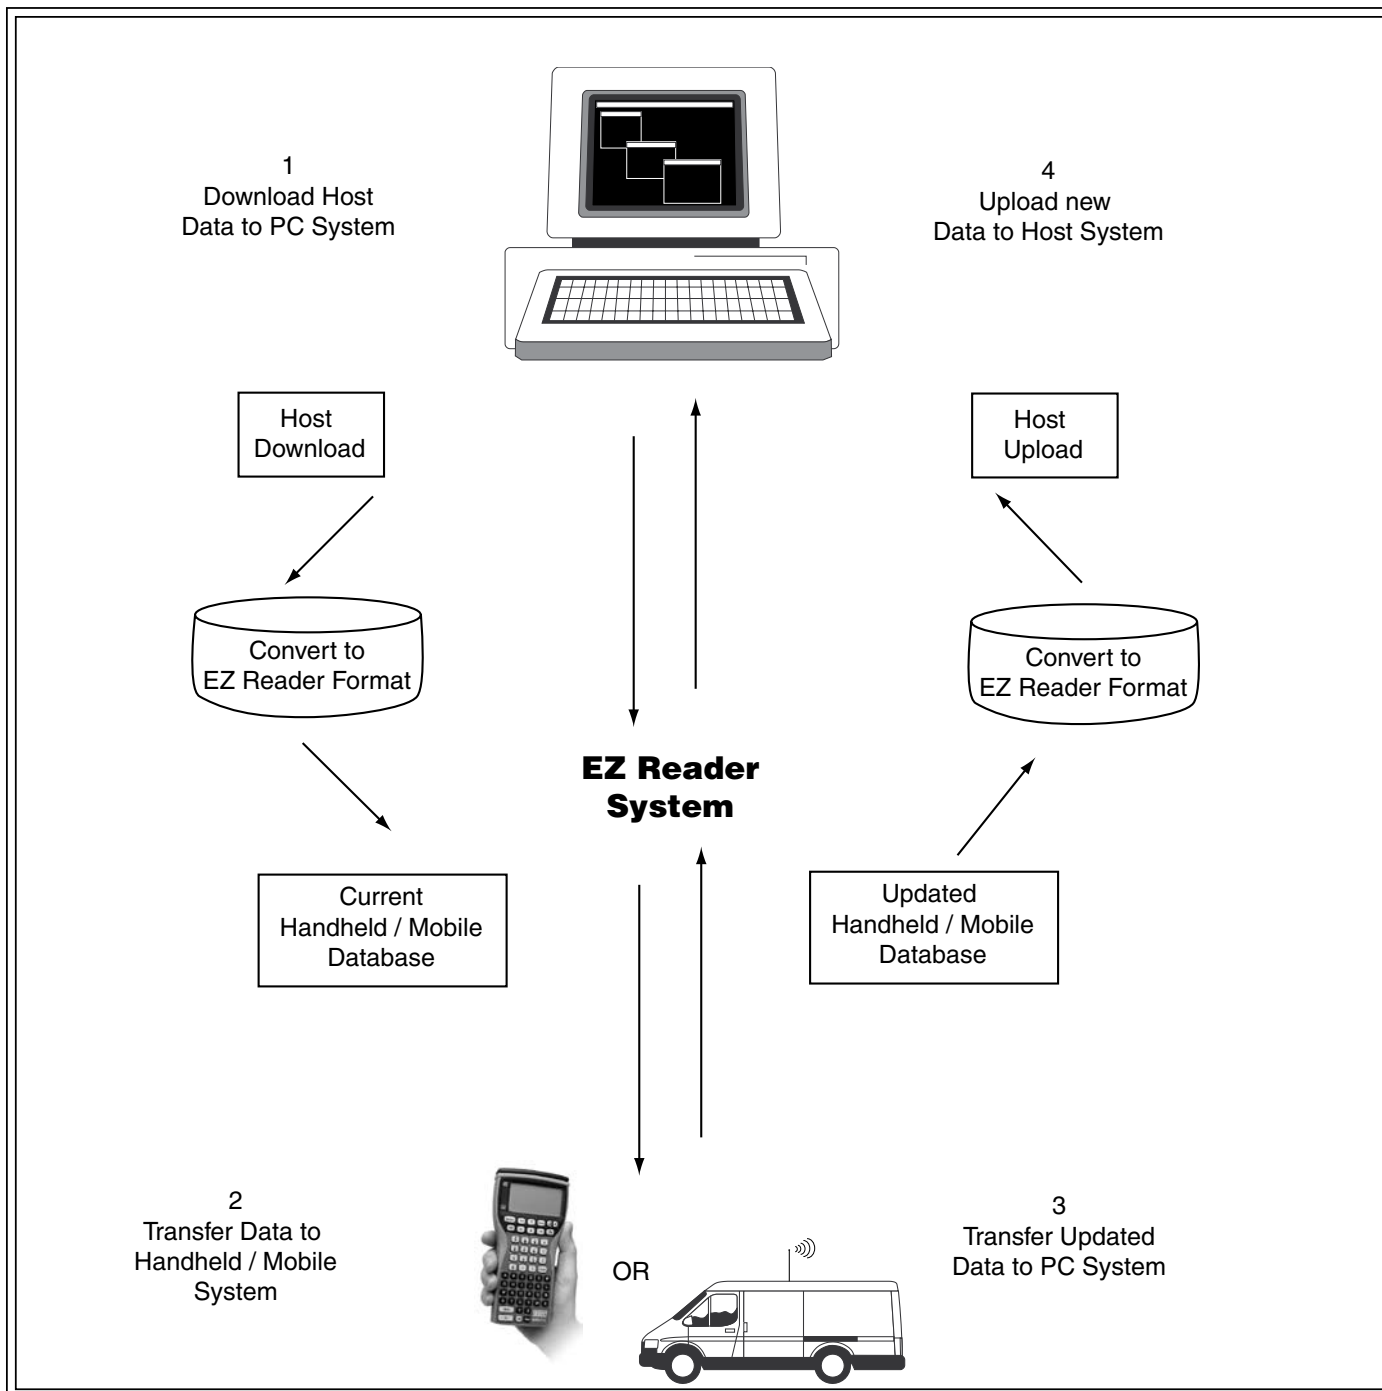 1
Download Host
Data to PC System
4
Upload new
Data to Host System
Host
Download
Host
Upload
Convert to
EZ Reader Format
Convert to
EZ Reader Format
EZ Reader
System
Current
Handheld / Mobile
Database
Updated
Handheld / Mobile
Database
2
Transfer Data to
Handheld / Mobile
System
OR
3
Transfer Updated
Data to PC System